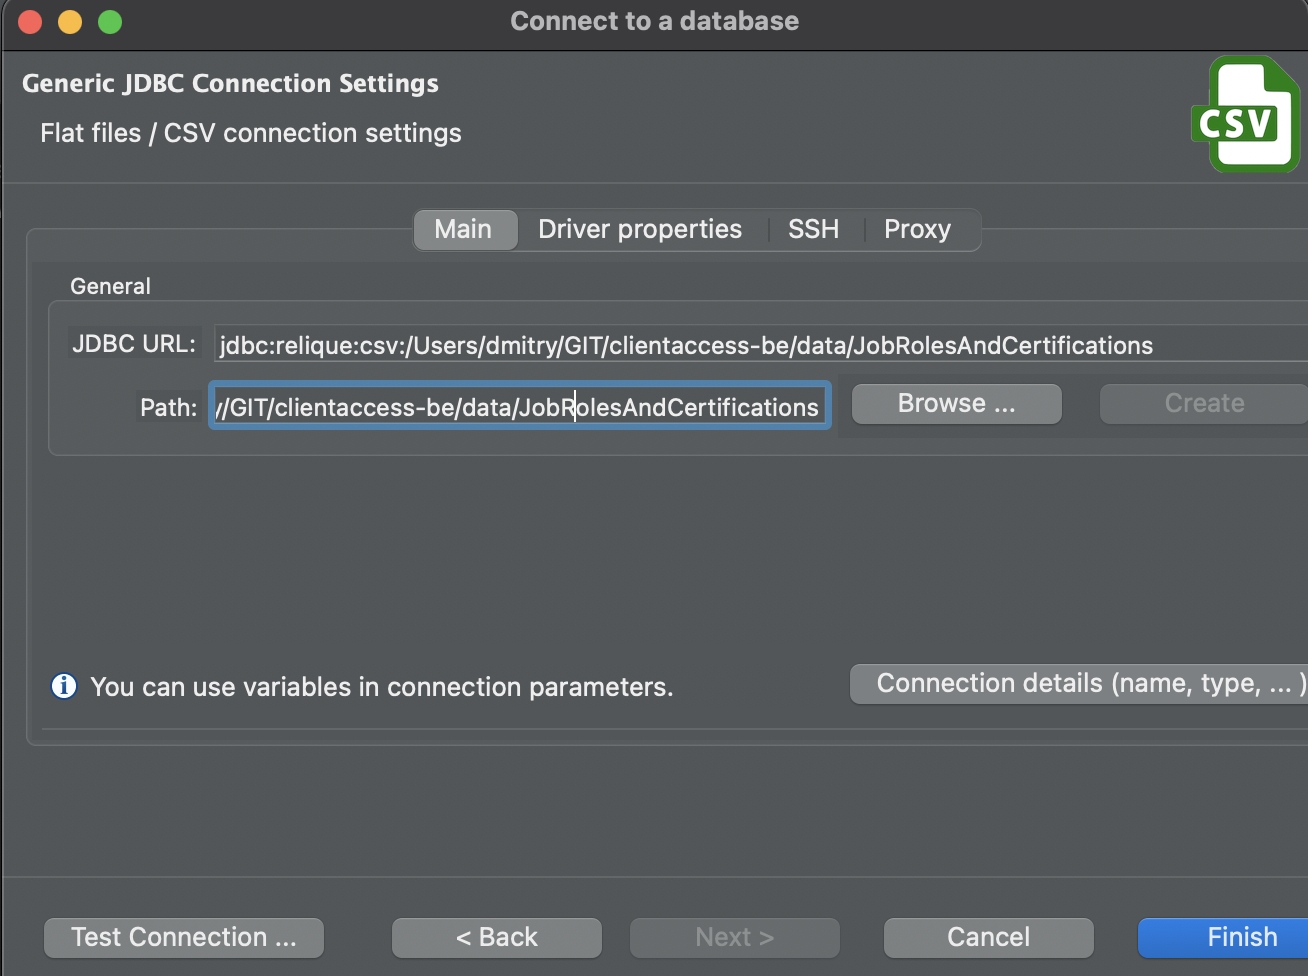 Connect to a database
Generic JDBC Connection Settings
Flat files / CSV connection settings
CSV
Main Driver properties SSH Proxy
General
JDBC URL: jdbc:relique:csv:/Users/dmitry/GIT/clientaccess-be/data/JobRolesAndCertifications
Path: /GIT/clientaccess-be/data/JobRolesAndCertifications Browse ... Create
You can use variables in connection parameters. Connection details (name, type, ... )
Test Connection ... < Back Next > Cancel Finish